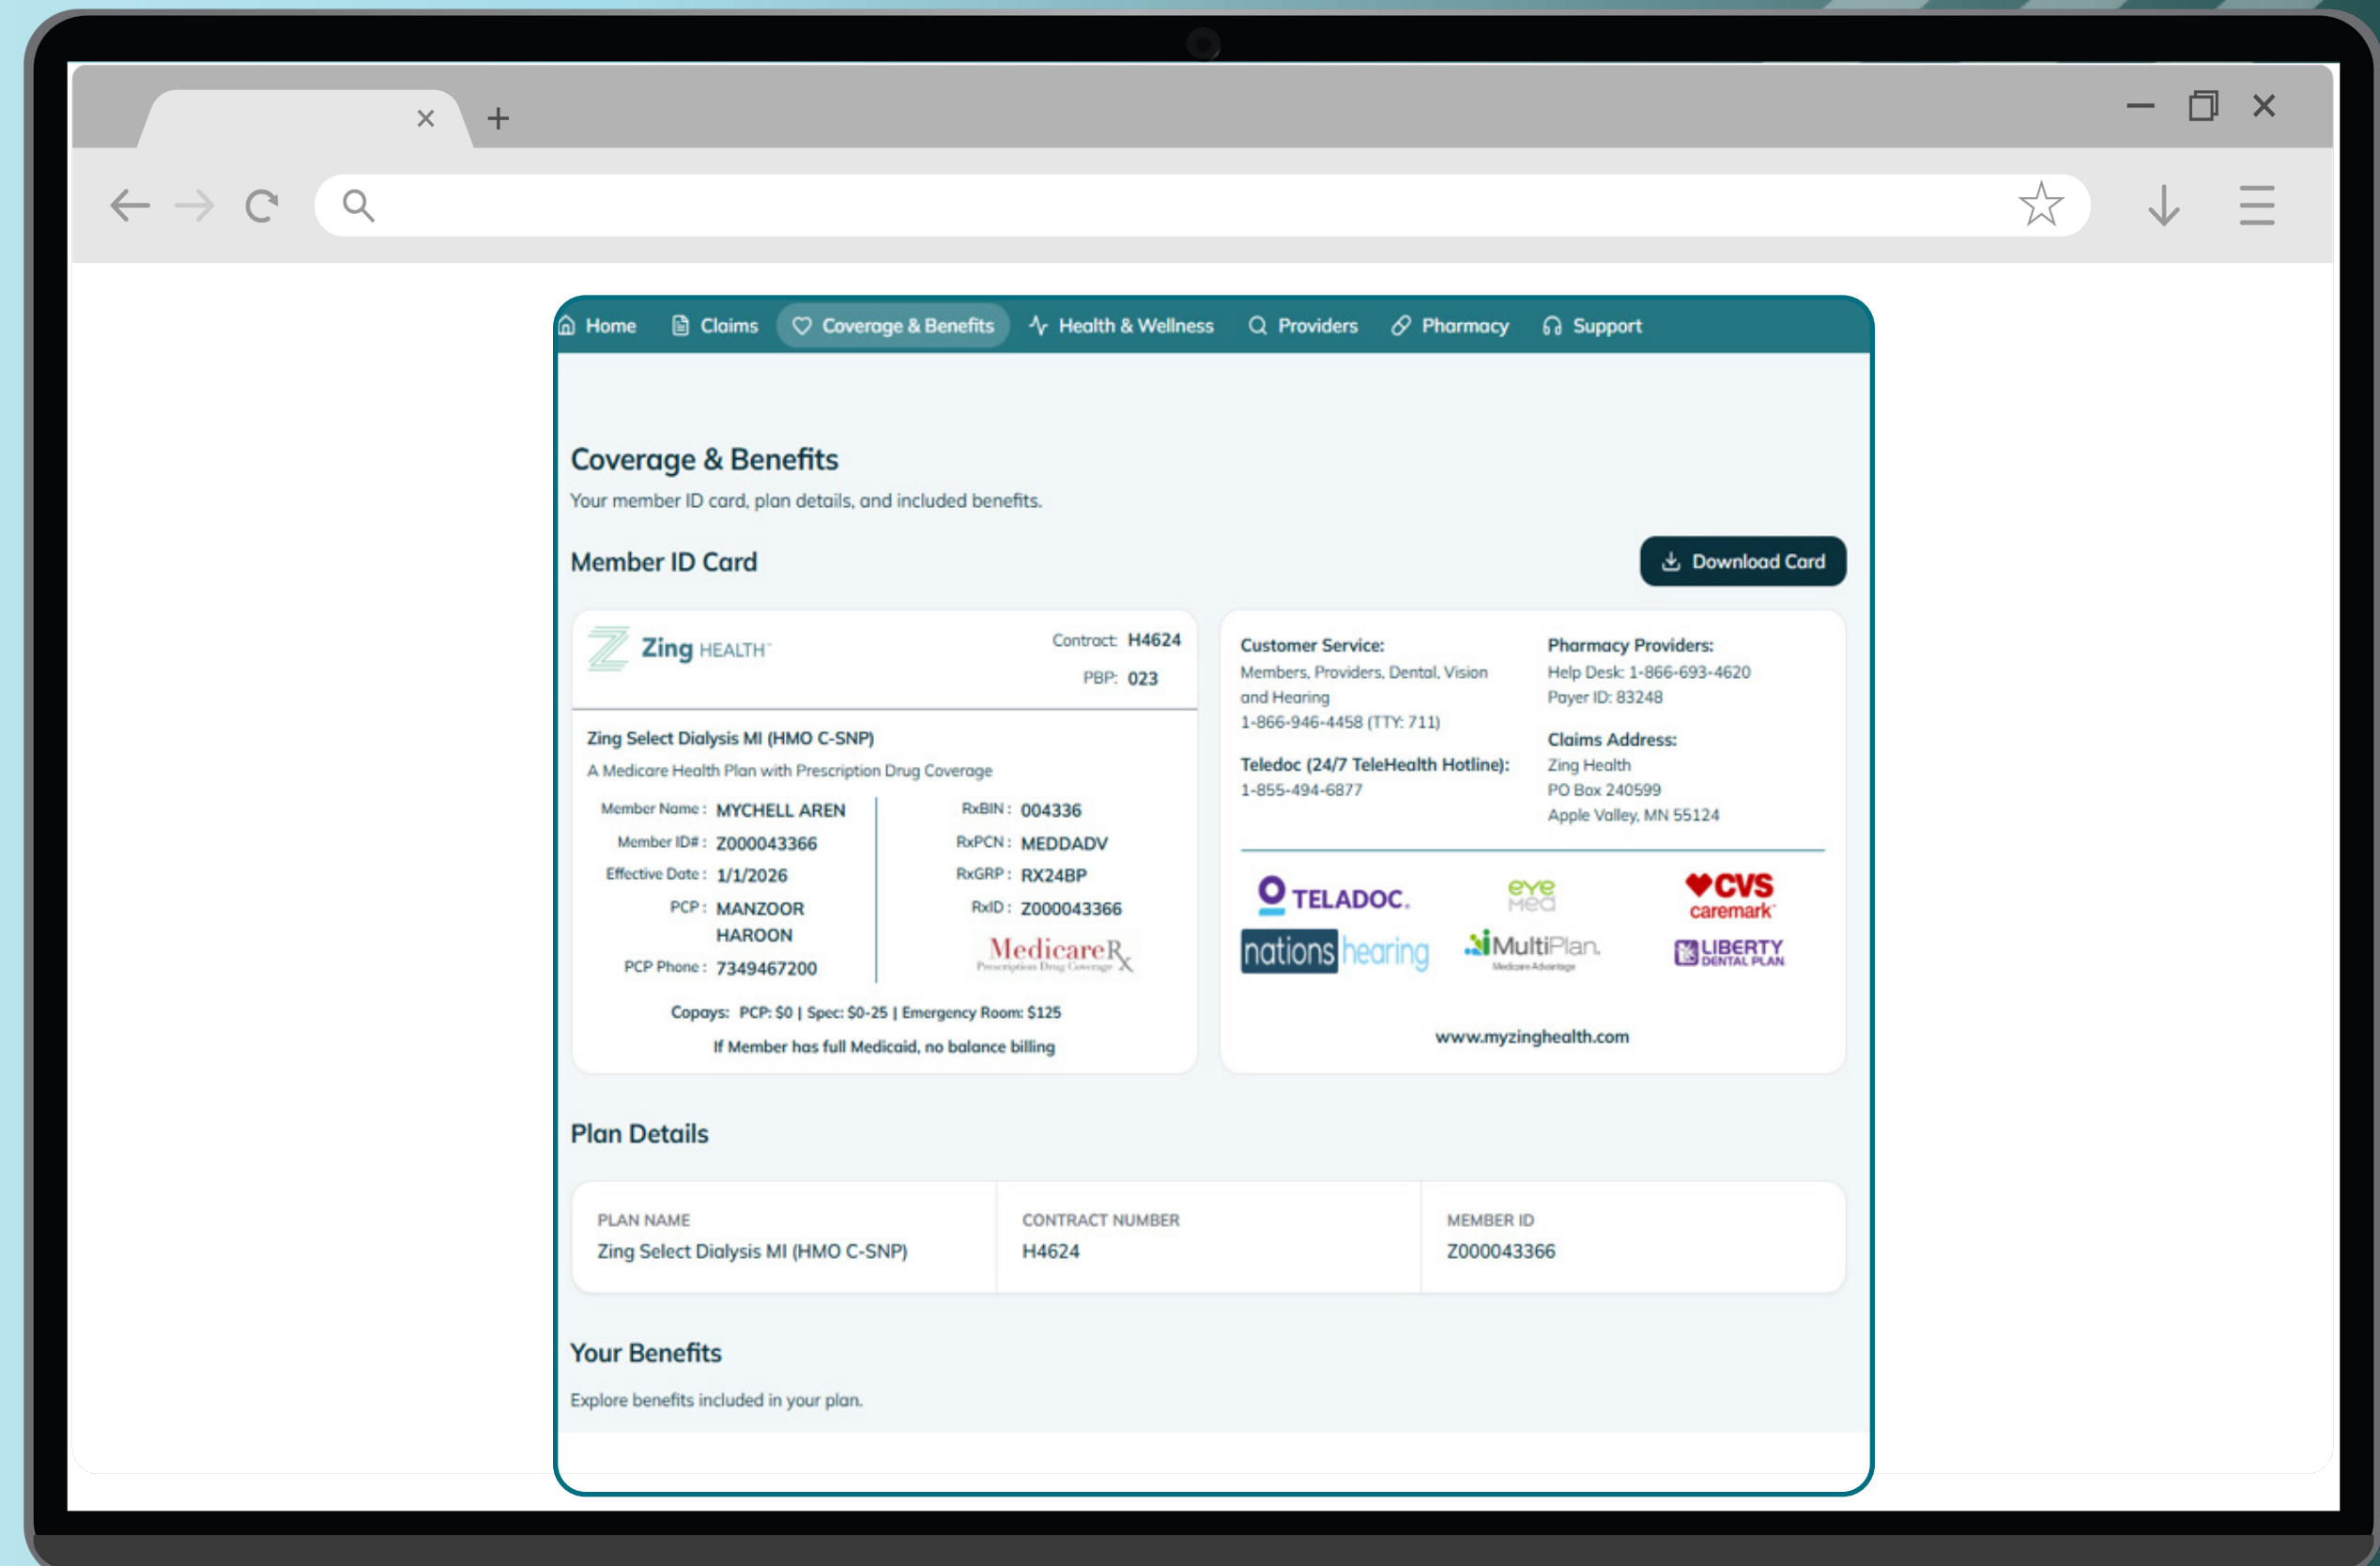 Home Claims Coverage & Benefits Health & Wellness Providers Pharmacy Support
Coverage & Benefits
Your member ID card, plan details, and included benefits.
Member ID Card
Download Card
Zing HEALTH™
Contract: H4624
PBP: 023
Zing Select Dialysis MI (HMO C-SNP)
A Medicare Health Plan with Prescription Drug Coverage
Member Name : MYCHELL AREN
Member ID# : Z000043366
Effective Date : 1/1/2026
PCP : MANZOOR
HAROON
PCP Phone : 7349467200
RxBIN : 004336
RxPCN : MEDDADV
RxGRP : RX24BP
RxID : Z000043366
MedicareRx
Prescription Drug Coverage
Copays: PCP: $0 | Spec: $0-25 | Emergency Room: $125
If Member has full Medicaid, no balance billing
Customer Service:
Members, Providers, Dental, Vision
and Hearing
1-866-946-4458 (TTY: 711)
Teledoc (24/7 TeleHealth Hotline):
1-855-494-6877
Pharmacy Providers:
Help Desk: 1-866-693-4620
Payer ID: 83248
Claims Address:
Zing Health
PO Box 240599
Apple Valley, MN 55124
TELADOC.
eye
MED
CVS
caremark
nations hearing
MultiPlan.
Medicare Advantage
LIBERTY
DENTAL PLAN
www.myzinghealth.com
Plan Details
PLAN NAME
Zing Select Dialysis MI (HMO C-SNP)
CONTRACT NUMBER
H4624
MEMBER ID
Z000043366
Your Benefits
Explore benefits included in your plan.